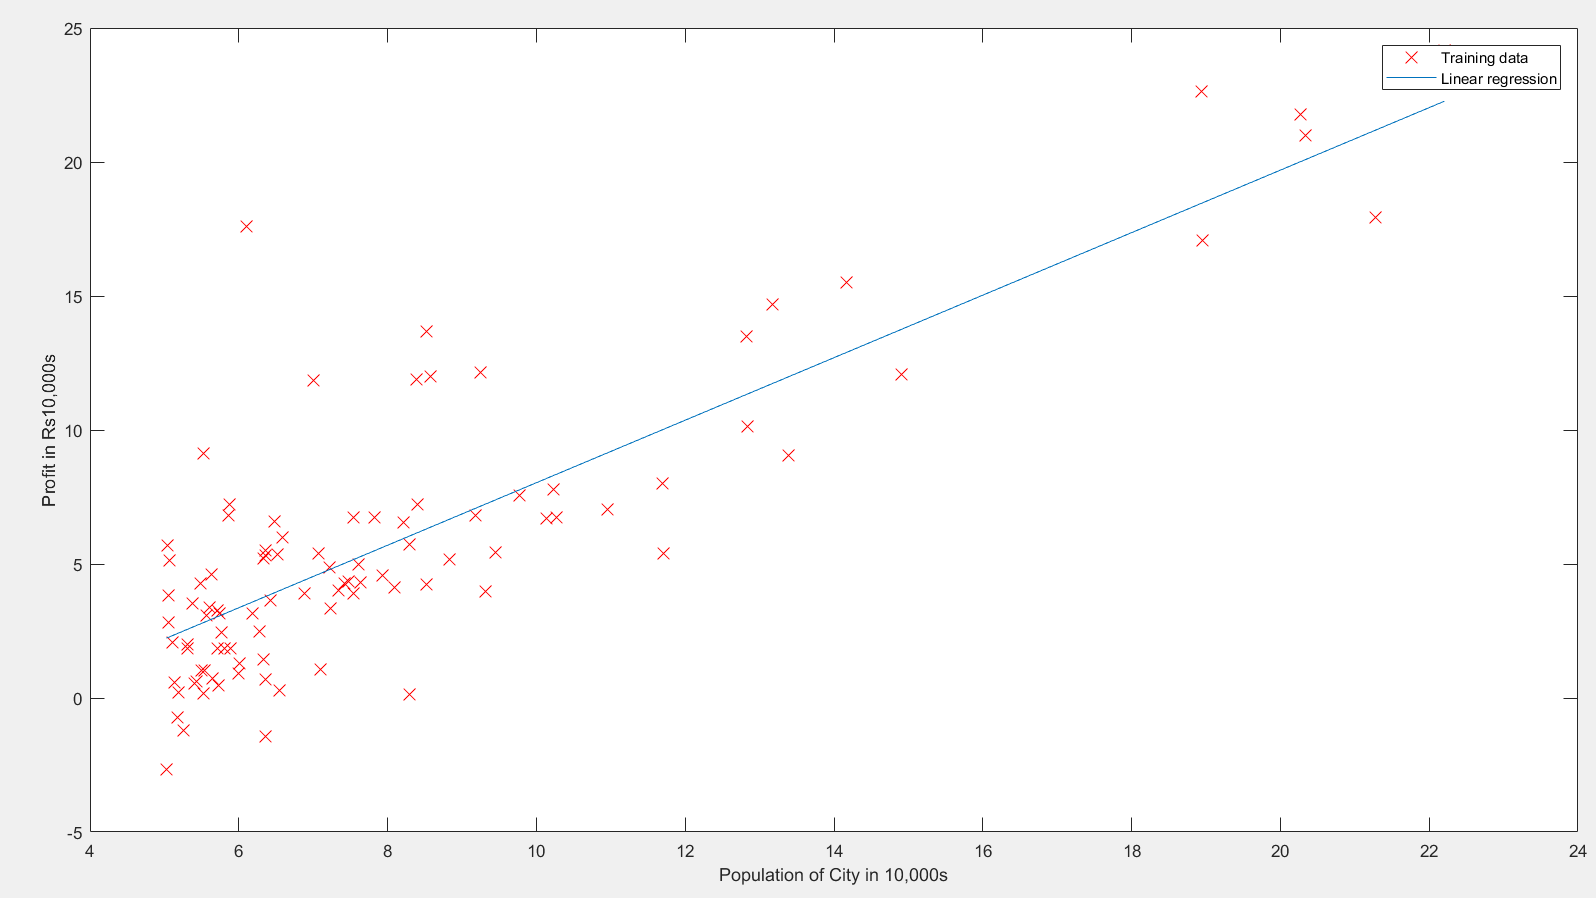 25
20
15
10
5
0
-5
4 6 8 10 12 14 16 18 20 22 24
Population of City in 10,000s
Profit in Rs10,000s
Training data
Linear regression